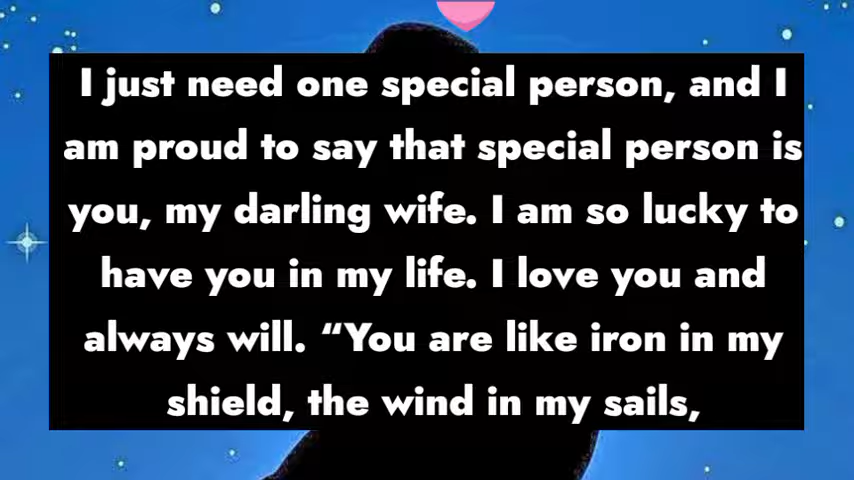 I just need one special person, and I
am proud to say that special person is
you, my darling wife. I am so lucky to
have you in my life. I love you and
always will. “You are like iron in my
shield, the wind in my sails,